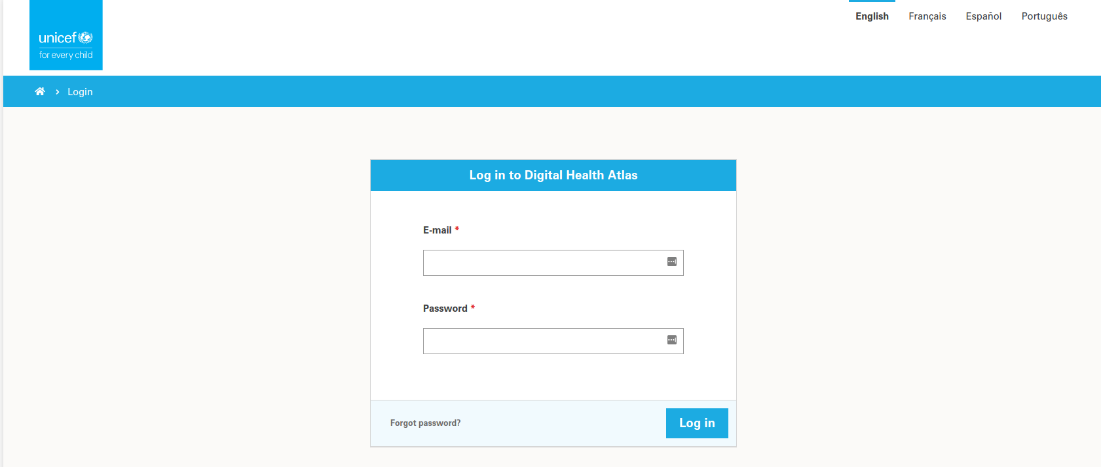 unicef
for every child
English Français Español Português
Login
Log in to Digital Health Atlas
E-mail *
Password *
Forgot password? Log in